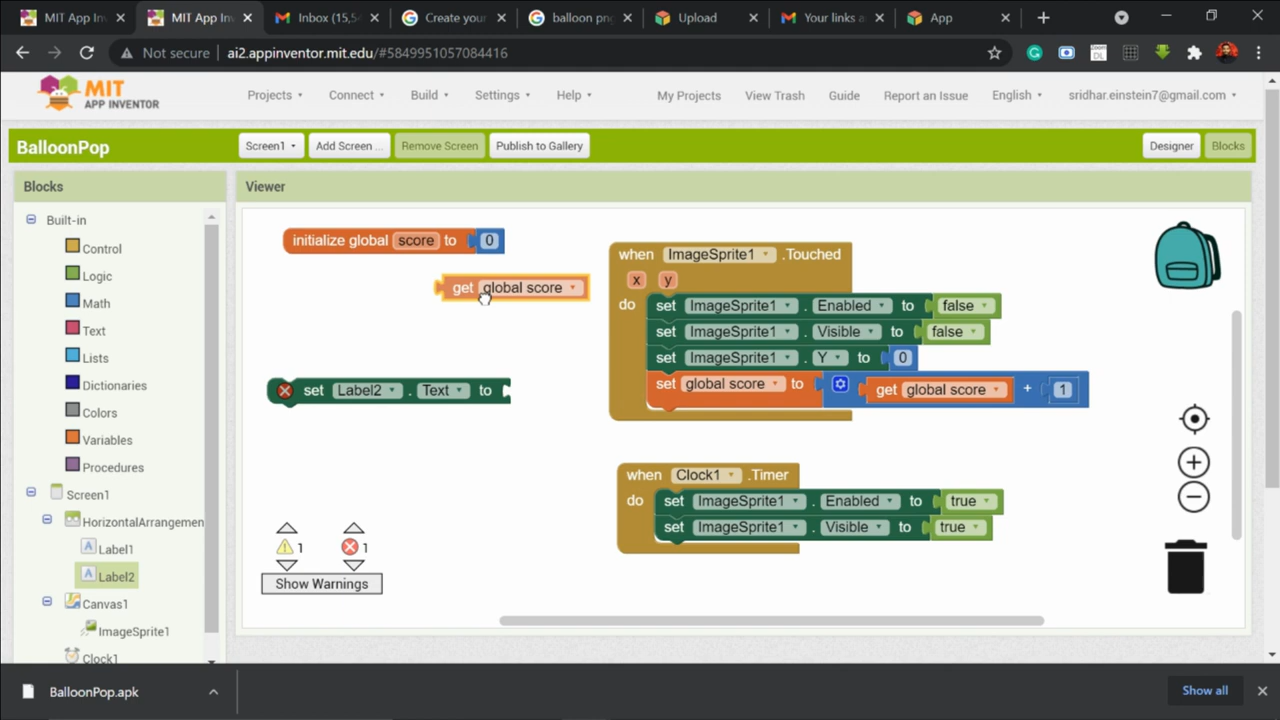 MIT App Inv
MIT App Inv
Inbox (15,5
Create your
balloon png
Upload
Your links a
App
Not secure
ai2.appinventor.mit.edu/#5849951057084416
MIT
APP INVENTOR
Projects
Connect
Build
Settings
Help
My Projects
View Trash
Guide
Report an Issue
English
sridhar.einstein7@gmail.com
BalloonPop
Screen1
Add Screen ...
Remove Screen
Publish to Gallery
Designer
Blocks
Blocks
Viewer
Built-in
Control
Logic
Math
Text
Lists
Dictionaries
Colors
Variables
Procedures
Screen1
HorizontalArrangemen
Label1
Label2
Canvas1
ImageSprite1
Clock1
initialize global score to 0
get global score
set Label2 . Text to
when ImageSprite1 .Touched
x y
do set ImageSprite1 . Enabled to false
set ImageSprite1 . Visible to false
set ImageSprite1 . Y to 0
set global score to get global score + 1
when Clock1 .Timer
do set ImageSprite1 . Enabled to true
set ImageSprite1 . Visible to true
1 1
Show Warnings
BalloonPop.apk
Show all